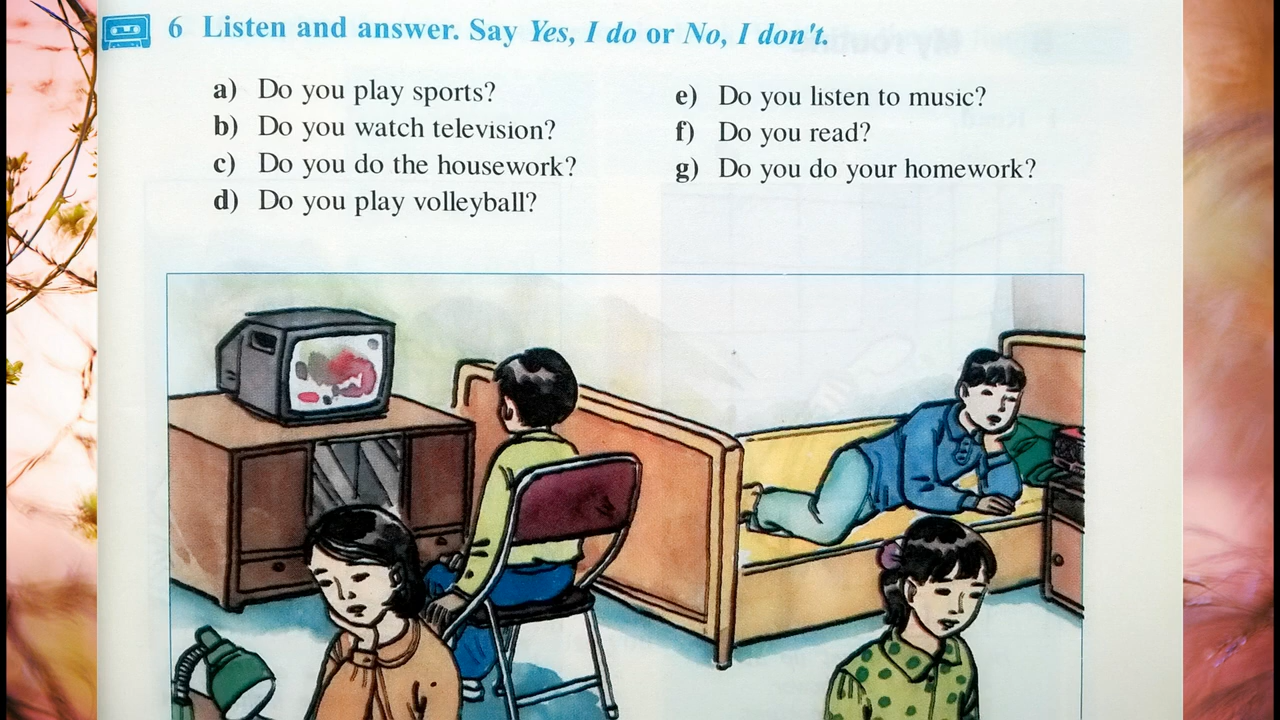 6 Listen and answer. Say Yes, I do or No, I don't.
a) Do you play sports?
b) Do you watch television?
c) Do you do the housework?
d) Do you play volleyball?
e) Do you listen to music?
f) Do you read?
g) Do you do your homework?